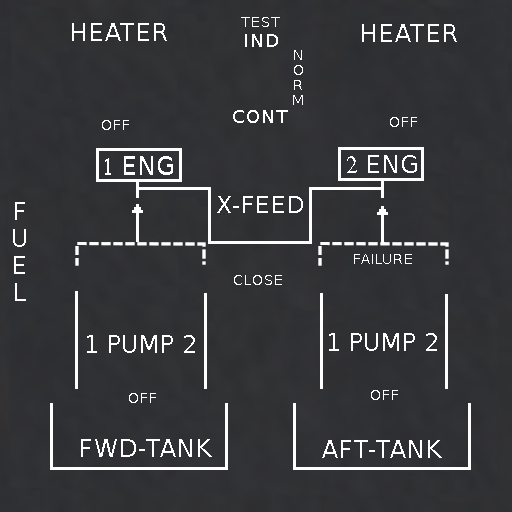 TEST
HEATER
IND
HEATER
NORM
CONT
OFF
OFF
1 ENG
2 ENG
X-FEED
FUEL
FAILURE
CLOSE
1 PUMP 2
1 PUMP 2
OFF
OFF
FWD-TANK
AFT-TANK